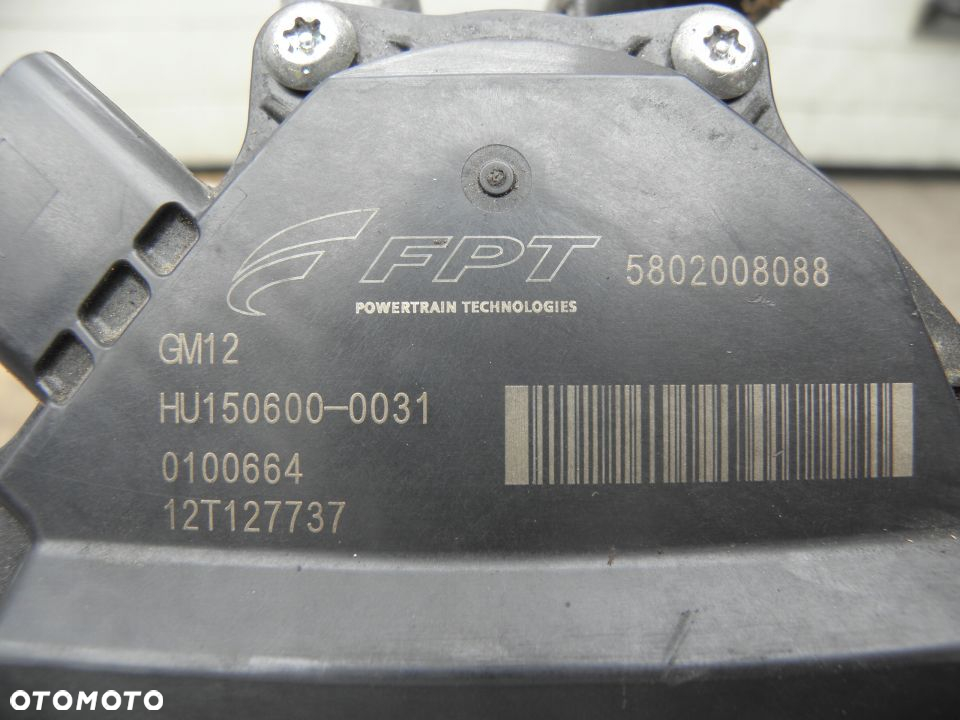 FPT
POWERTRAIN TECHNOLOGIES
5802008088
GM12
HU150600-0031
0100664
12T127737
OTOMOTO